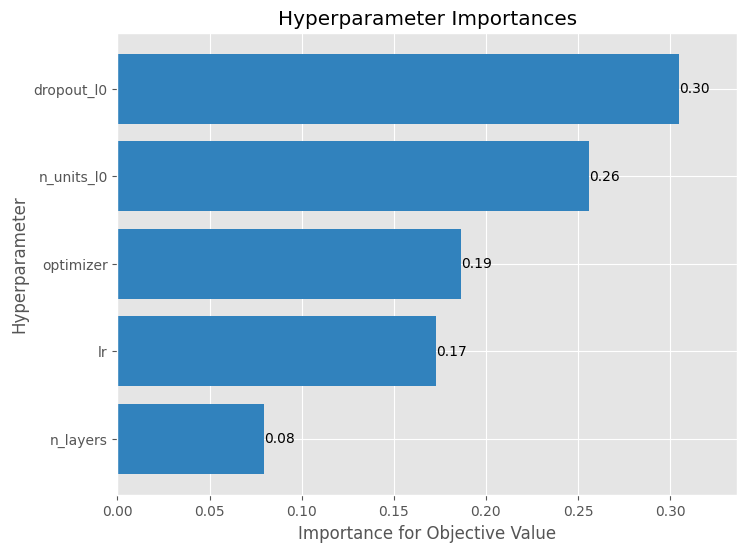 Hyperparameter Importances
Hyperparameter
dropout_l0
0.30
n_units_l0
0.26
optimizer
0.19
lr
0.17
n_layers
0.08
0.00 0.05 0.10 0.15 0.20 0.25 0.30
Importance for Objective Value